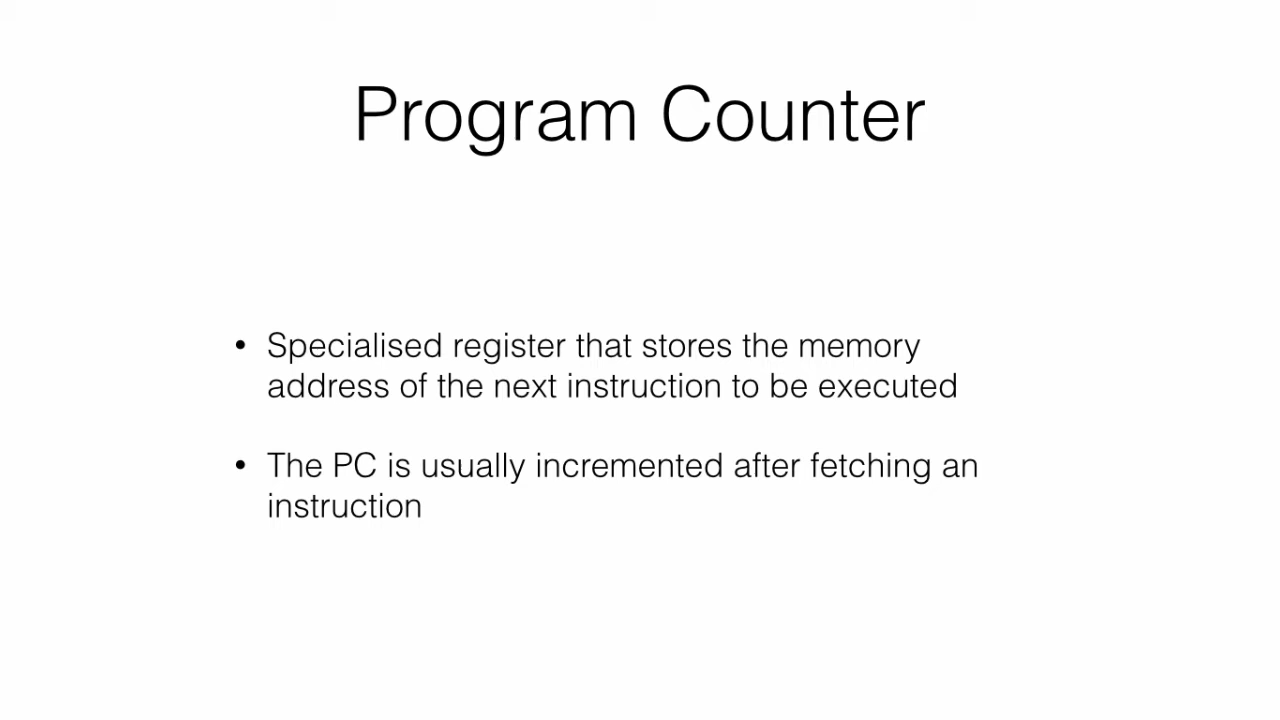 Program Counter
• Specialised register that stores the memory
address of the next instruction to be executed
• The PC is usually incremented after fetching an
instruction